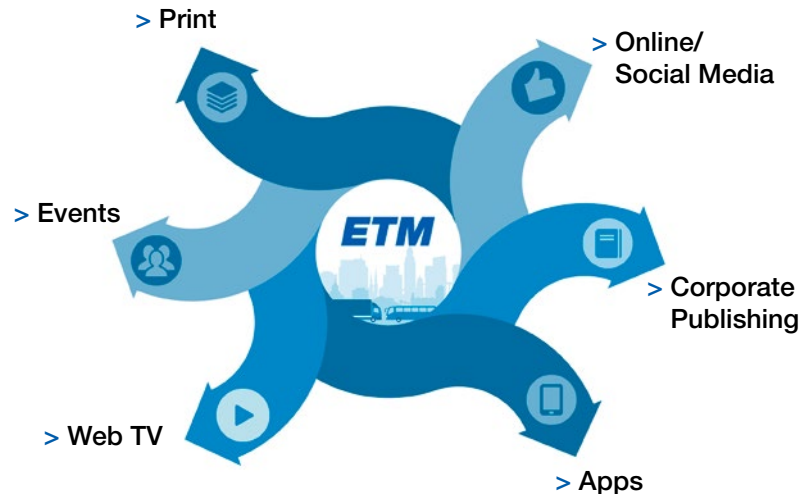 > Print
> Online/
Social Media
> Events
ETM
> Corporate
Publishing
> Web TV
> Apps